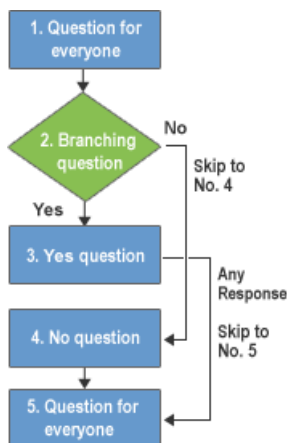 1. Question for
everyone
2. Branching
question
No
Skip to
No. 4
Yes
3. Yes question
Any
Response
4. No question
Skip to
No. 5
5. Question for
everyone